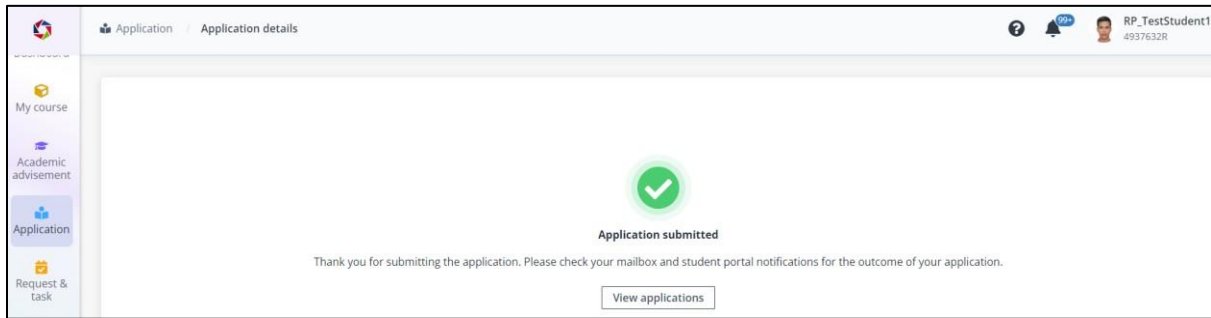 Application / Application details
99+
RP_TestStudent1
4937632R
My course
Academic
advisement
Application
Request &
task
Application submitted
Thank you for submitting the application. Please check your mailbox and student portal notifications for the outcome of your application.
View applications